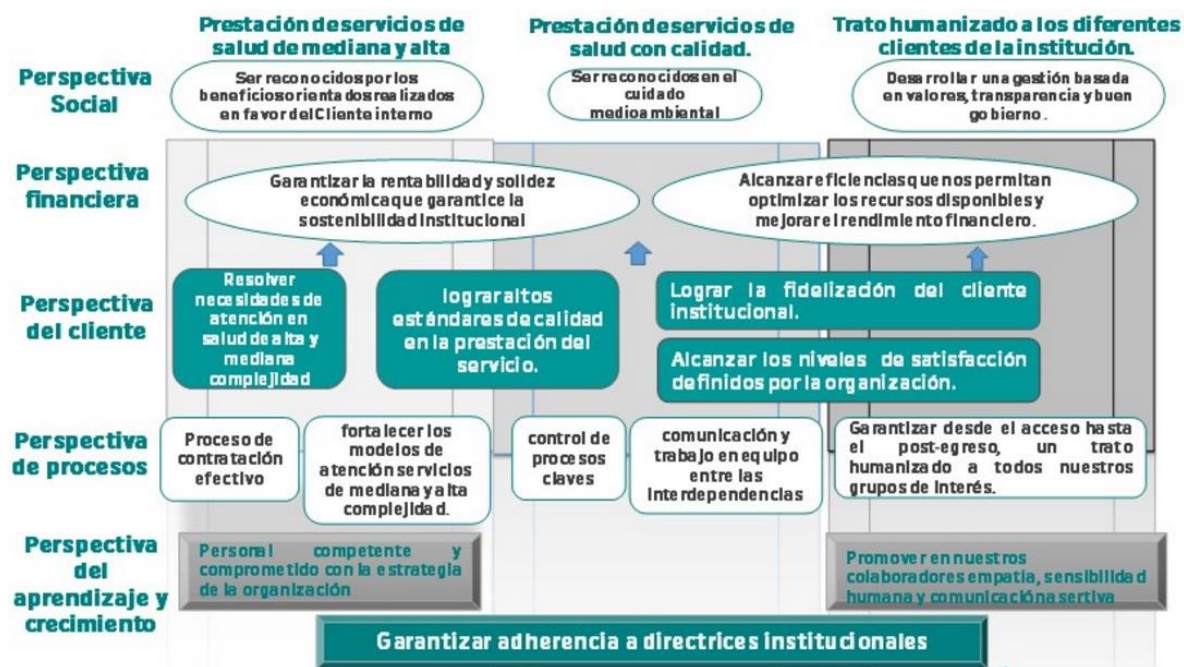 Prestación de servicios de
salud de mediana y alta
Prestación de servicios de
salud con calidad.
Trato humanizado a los diferentes
clientes de la institución.
Perspectiva
Social
Ser reconocidos por los
beneficios orientados realizados
en favor del Cliente interno
Ser reconocidos en el
cuidado
medioambiental
Desarrollar una gestión basada
en valores, transparencia y buen
gobierno.
Perspectiva
financiera
Garantizar la rentabilidad y solidez
económica que garantice la
sostenibilidad institucional
Alcanzar eficiencias que nos permitan
optimizar los recursos disponibles y
mejorar el rendimiento financiero.
Perspectiva
del cliente
Resolver
necesidades de
atención en
salud de alta y
mediana
complejidad
lograr altos
estándares de calidad
en la prestación del
servicio.
Lograr la fidelización del cliente
institucional.
Alcanzar los niveles de satisfacción
definidos por la organización.
Perspectiva
de procesos
Proceso de
contratación
efectivo
fortalecer los
modelos de
atención servicios
de mediana y alta
complejidad.
control de
procesos
claves
comunicación y
trabajo en equipo
entre las
interdependencias
Garantizar desde el acceso hasta
el post-egreso, un trato
humanizado a todos nuestros
grupos de interés.
Perspectiva
del
aprendizaje y
crecimiento
Personal competente y
comprometido con la estrategia
de la organización
Promover en nuestros
colaboradores empatía, sensibilidad
humana y comunicación asertiva
Garantizar adherencia a directrices institucionales